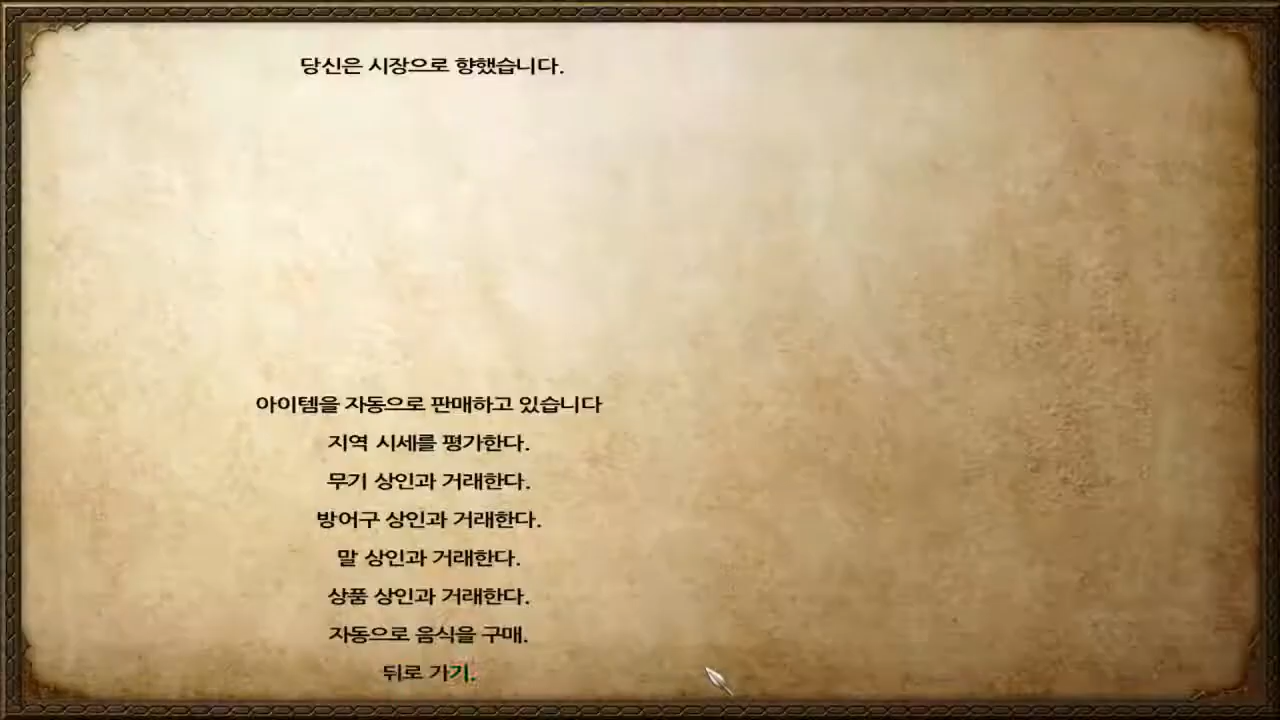 당신은 시장으로 향했습니다.
아이템을 자동으로 판매하고 있습니다
지역 시세를 평가한다.
무기 상인과 거래한다.
방어구 상인과 거래한다.
말 상인과 거래한다.
상품 상인과 거래한다.
자동으로 음식을 구매.
뒤로 가기.